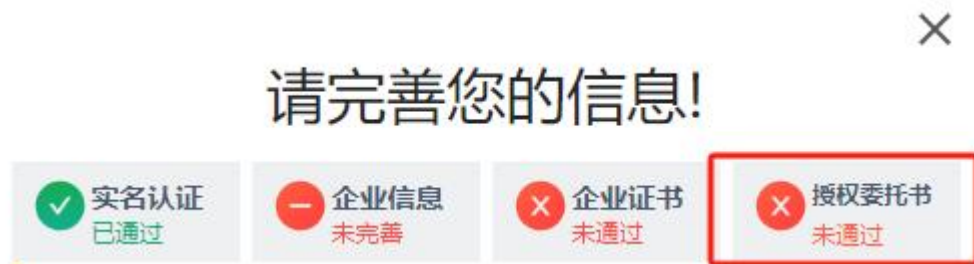 请完善您的信息!
实名认证
已通过
企业信息
未完善
企业证书
未通过
授权委托书
未通过